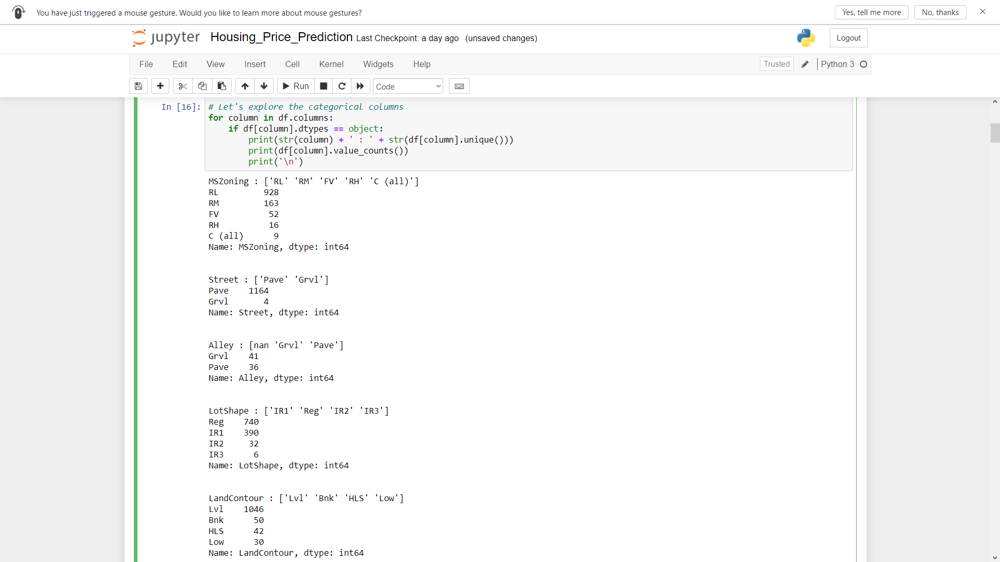 You have just triggered a mouse gesture. Would you like to learn more about mouse gestures? Yes, tell me more No, thanks
jupyter Housing_Price_Prediction Last Checkpoint: a day ago (unsaved changes) Logout
File Edit View Insert Cell Kernel Widgets Help Trusted Python 3
Run Code
In [16]: # Let's explore the categorical columns
for column in df.columns:
    if df[column].dtypes == object:
        print(str(column) + ' : ' + str(df[column].unique()))
        print(df[column].value_counts())
        print('\n')
MSZoning : ['RL' 'RM' 'FV' 'RH' 'C (all)']
RL         928
RM         163
FV          52
RH          16
C (all)      9
Name: MSZoning, dtype: int64
Street : ['Pave' 'Grvl']
Pave    1164
Grvl       4
Name: Street, dtype: int64
Alley : [nan 'Grvl' 'Pave']
Grvl    41
Pave    36
Name: Alley, dtype: int64
LotShape : ['IR1' 'Reg' 'IR2' 'IR3']
Reg    740
IR1    390
IR2     32
IR3      6
Name: LotShape, dtype: int64
LandContour : ['Lvl' 'Bnk' 'HLS' 'Low']
Lvl    1046
Bnk      50
HLS      42
Low      30
Name: LandContour, dtype: int64